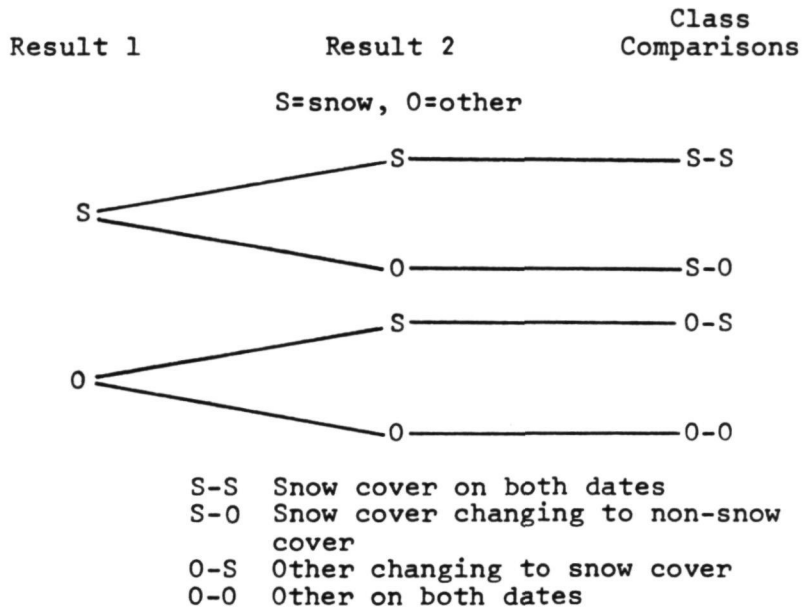 Class
Result 1 Result 2 Comparisons
S=snow, O=other
S S-S
S
O S-O
S O-S
O
O O-O
S-S Snow cover on both dates
S-O Snow cover changing to non-snow
cover
O-S Other changing to snow cover
O-O Other on both dates